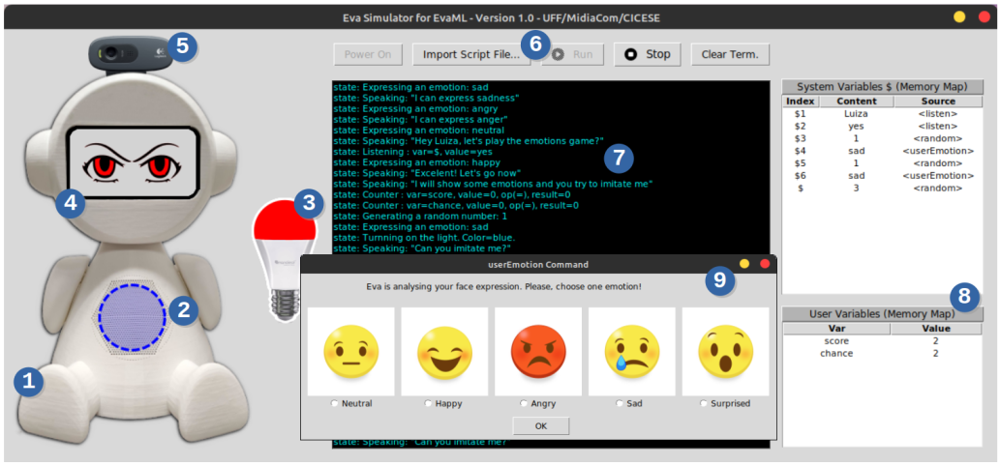 Eva Simulator for EvaML - Version 1.0 - UFF/MidiaCom/CICESE
5
6
Power On
Import Script File...
Run
Stop
Clear Term.
state: Expressing an emotion: sad
state: Speaking: "I can express sadness"
state: Expressing an emotion: angry
state: Speaking: "I can express anger"
state: Expressing an emotion: neutral
state: Speaking: "Hey Luiza, let's play the emotions game?"
state: Listening : var=$, value=yes
state: Expressing an emotion: happy
state: Speaking: "Excelent! Let's go now"
state: Speaking: "I will show some emotions and you try to imitate me"
state: Counter : var=score, value=0, op(=), result=0
state: Counter : var=chance, value=0, op(=), result=0
state: Generating a random number: 1
state: Expressing an emotion: sad
state: Turnning on the light. Color=blue.
state: Speaking: "Can you imitate me?"
7
System Variables $ (Memory Map)
Index Content Source
$1 Luiza <listen>
$2 yes <listen>
$3 1 <random>
$4 sad <userEmotion>
$5 1 <random>
$6 sad <userEmotion>
$ 3 <random>
4
3
2
1
userEmotion Command
9
Eva is analysing your face expression. Please, choose one emotion!
Neutral
Happy
Angry
Sad
Surprised
OK
state: Speaking: "Can you imitate me?"
8
User Variables (Memory Map)
Var Value
score 2
chance 2